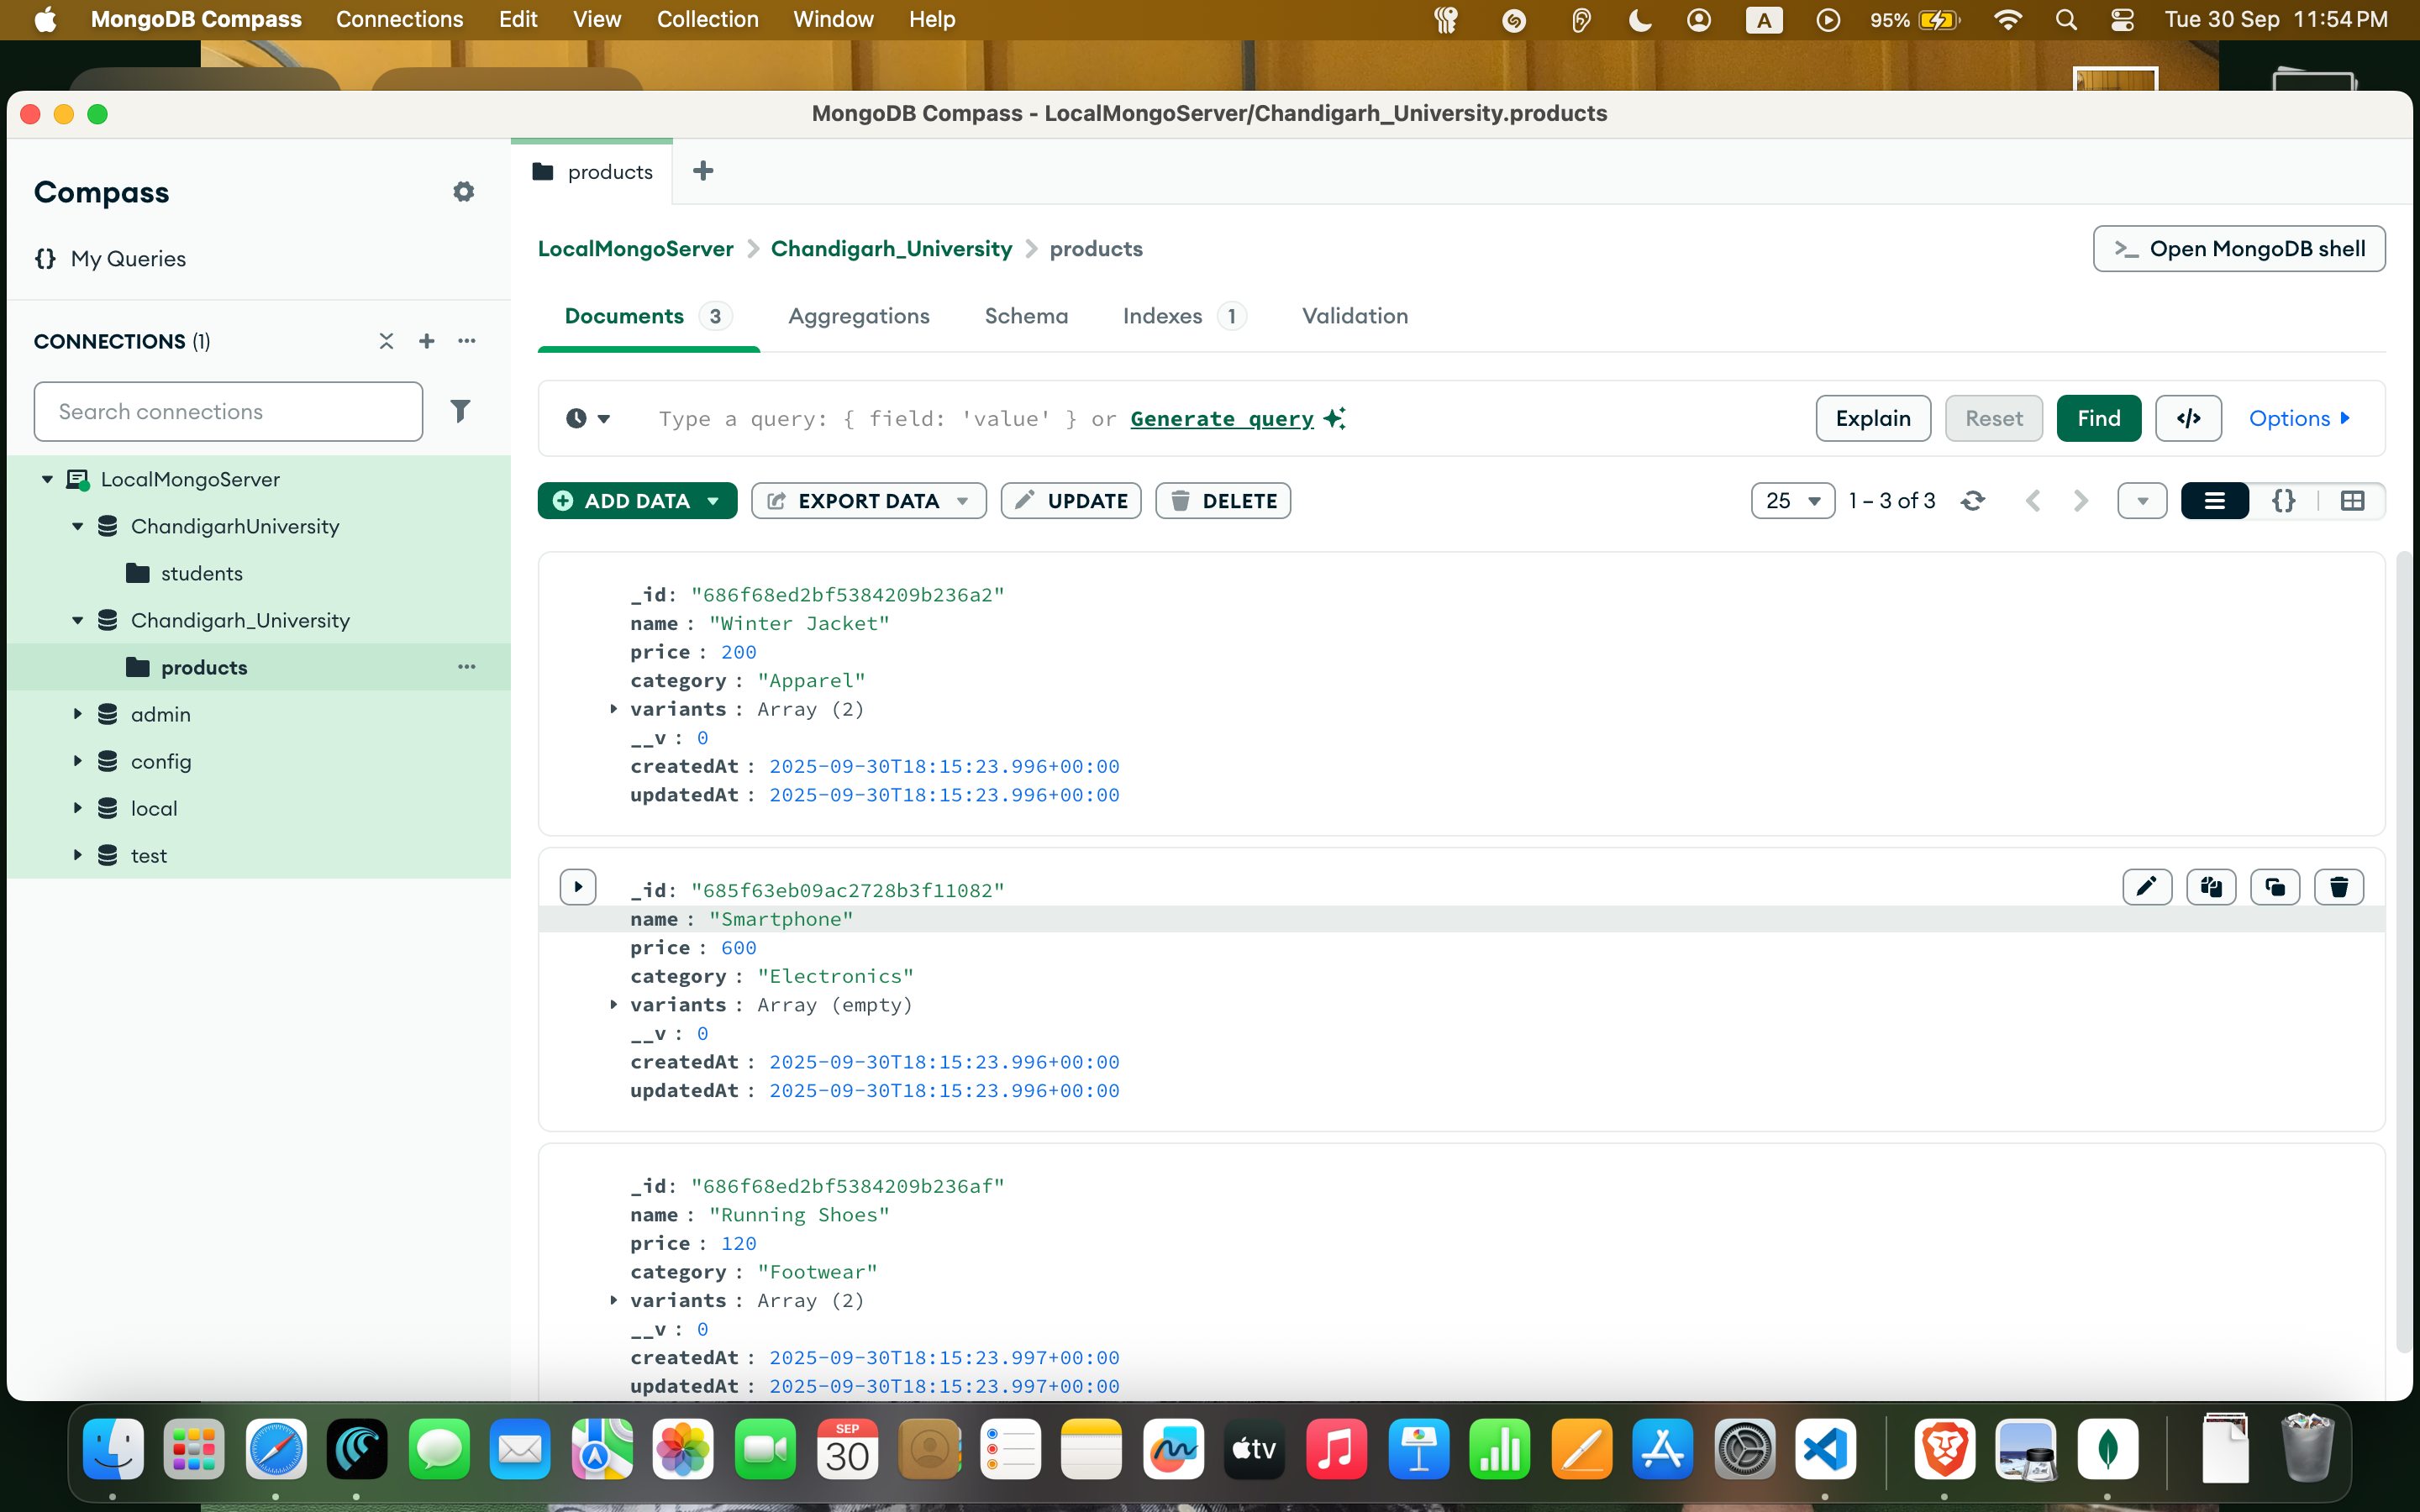 MongoDB Compass Connections Edit View Collection Window Help A 95% Tue 30 Sep 11:54 PM
MongoDB Compass - LocalMongoServer/Chandigarh_University.products
Compass
{} My Queries
CONNECTIONS (1)
Search connections
LocalMongoServer
ChandigarhUniversity
students
Chandigarh_University
products
admin
config
local
test
products
LocalMongoServer > Chandigarh_University > products
>_ Open MongoDB shell
Documents 3 Aggregations Schema Indexes 1 Validation
Type a query: { field: 'value' } or Generate query
Explain Reset Find </> Options
ADD DATA EXPORT DATA UPDATE DELETE
25 1 – 3 of 3 {}
_id: "686f68ed2bf5384209b236a2"
name : "Winter Jacket"
price : 200
category : "Apparel"
variants : Array (2)
__v : 0
createdAt : 2025-09-30T18:15:23.996+00:00
updatedAt : 2025-09-30T18:15:23.996+00:00
_id: "685f63eb09ac2728b3f11082"
name : "Smartphone"
price : 600
category : "Electronics"
variants : Array (empty)
__v : 0
createdAt : 2025-09-30T18:15:23.996+00:00
updatedAt : 2025-09-30T18:15:23.996+00:00
_id: "686f68ed2bf5384209b236af"
name : "Running Shoes"
price : 120
category : "Footwear"
variants : Array (2)
__v : 0
createdAt : 2025-09-30T18:15:23.997+00:00
updatedAt : 2025-09-30T18:15:23.997+00:00
SEP
30
tv